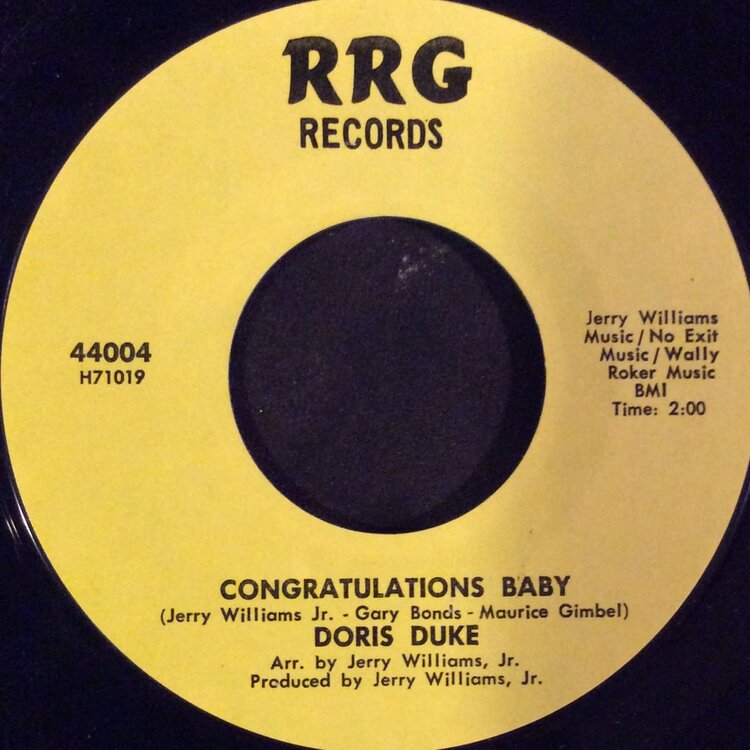 RRG
RECORDS
44004
H71019
Jerry Williams
Music/No Exit
Music/Wally
Roker Music
BMI
Time: 2:00
CONGRATULATIONS BABY
(Jerry Williams Jr. - Gary Bonds - Maurice Gimbel)
DORIS DUKE
Arr. by Jerry Williams, Jr.
Produced by Jerry Williams, Jr.